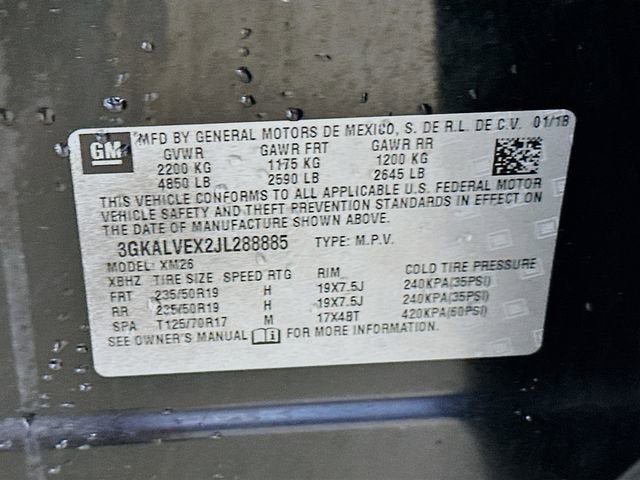 GM MFD BY GENERAL MOTORS DE MEXICO, S. DE R.L. DE C.V. 01/18
GVWR GAWR FRT GAWR RR
2200 KG 1175 KG 1200 KG
4850 LB 2590 LB 2645 LB
THIS VEHICLE CONFORMS TO ALL APPLICABLE U.S. FEDERAL MOTOR
VEHICLE SAFETY AND THEFT PREVENTION STANDARDS IN EFFECT ON
THE DATE OF MANUFACTURE SHOWN ABOVE.
3GKALVEX2JL288885 TYPE: M.P.V.
MODEL: XM26
XBHZ TIRE SIZE SPEED RTG RIM COLD TIRE PRESSURE
FRT 235/50R19 H 19X7.5J 240KPA(35PSI)
RR 235/50R19 H 19X7.5J 240KPA(35PSI)
SPA T125/70R17 M 17X4BT 420KPA(60PSI)
SEE OWNER'S MANUAL FOR MORE INFORMATION.